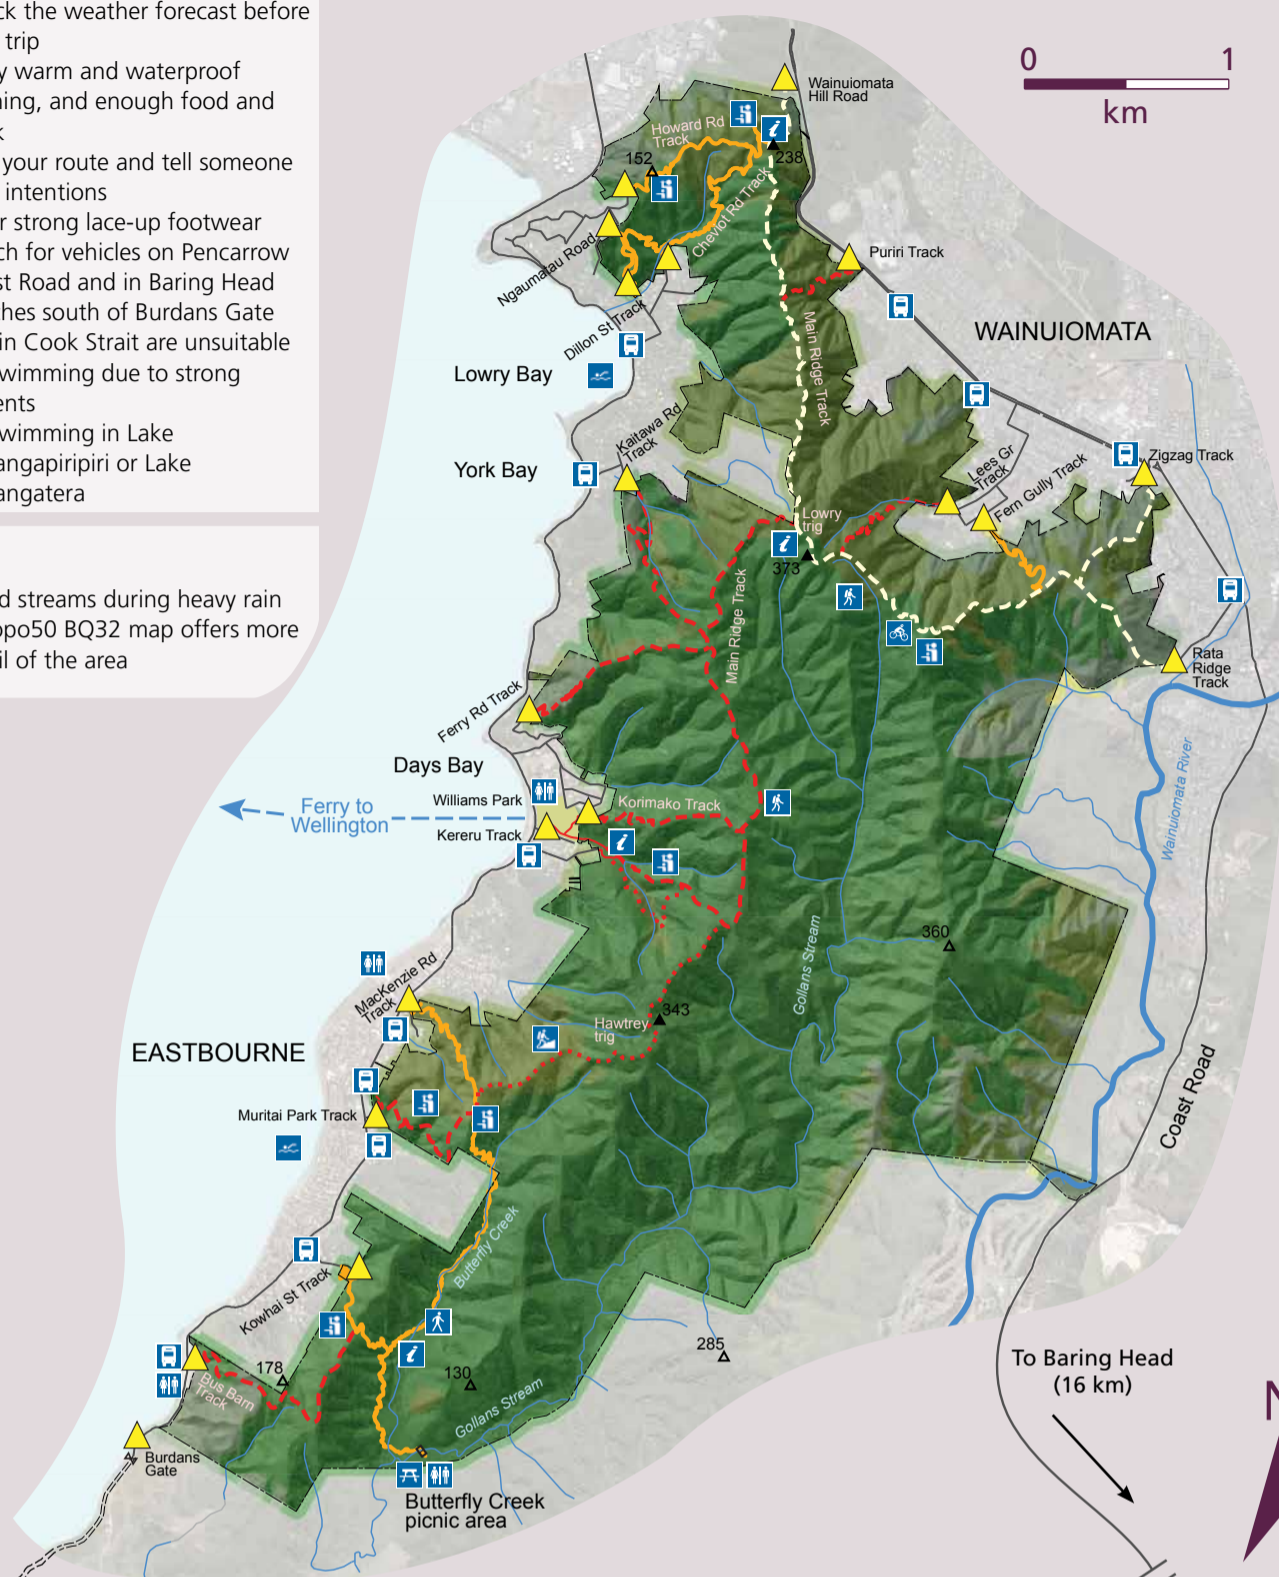 ck the weather forecast before
trip
y warm and waterproof
ning, and enough food and
k
your route and tell someone
intentions
r strong lace-up footwear
ch for vehicles on Pencarrow
st Road and in Baring Head
ches south of Burdans Gate
in Cook Strait are unsuitable
swimming due to strong
ents
swimming in Lake
angapiripiri or Lake
angatera
d streams during heavy rain
opo50 BQ32 map offers more
il of the area
0 1
km
Wainuiomata
Hill Road
Howard Rd
Track
152
238
Cheviot Rd Track
Ngaumatau Road
Puriri Track
Dillon St Track
WAINUIOMATA
Main Ridge Track
Lowry Bay
Kaitawa Rd
Track
York Bay
Lees Gr
Track
Fern Gully Track
Zigzag Track
Lowry
trig
373
Main Ridge Track
Rata
Ridge
Track
Ferry Rd Track
Days Bay
Williams Park
Korimako Track
Ferry to
Wellington
Kereru Track
Wainuiomata River
Gollans Stream
360
MacKenzie Rd
Track
Hawtrey
trig
343
EASTBOURNE
Muritai Park Track
Coast Road
Butterfly Creek
Kowhai St Track
285
To Baring Head
(16 km)
178
130
Bus Barn
Track
Gollans Stream
Burdans
Gate
Butterfly Creek
picnic area
N